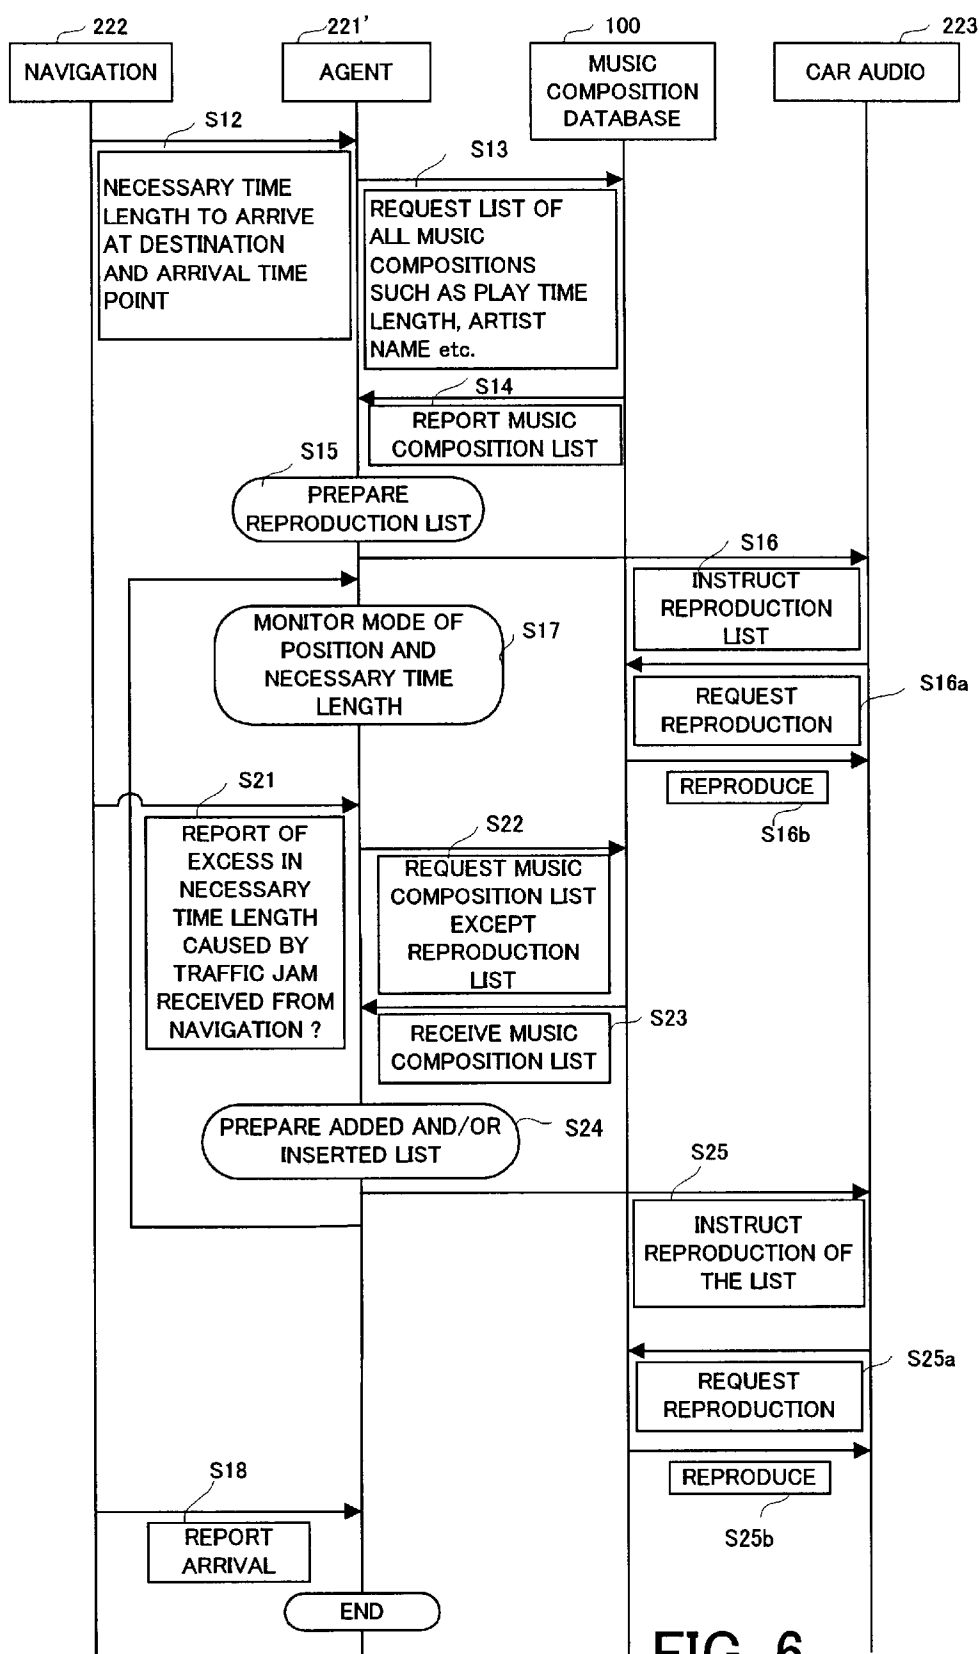 222
221'
100
223
NAVIGATION
AGENT
MUSIC
COMPOSITION
DATABASE
CAR AUDIO
S12
NECESSARY TIME
LENGTH TO ARRIVE
AT DESTINATION
AND ARRIVAL TIME
POINT
S13
REQUEST LIST OF
ALL MUSIC
COMPOSITIONS
SUCH AS PLAY TIME
LENGTH, ARTIST
NAME etc.
S14
REPORT MUSIC
COMPOSITION LIST
S15
PREPARE
REPRODUCTION LIST
S16
INSTRUCT
REPRODUCTION
LIST
MONITOR MODE OF
POSITION AND
NECESSARY TIME
LENGTH
S17
S16a
REQUEST
REPRODUCTION
REPRODUCE
S16b
S21
REPORT OF
EXCESS IN
NECESSARY
TIME LENGTH
CAUSED BY
TRAFFIC JAM
RECEIVED FROM
NAVIGATION ?
S22
REQUEST MUSIC
COMPOSITION LIST
EXCEPT
REPRODUCTION
LIST
S23
RECEIVE MUSIC
COMPOSITION LIST
PREPARE ADDED AND/OR
INSERTED LIST
S24
S25
INSTRUCT
REPRODUCTION OF
THE LIST
S25a
REQUEST
REPRODUCTION
REPRODUCE
S25b
S18
REPORT
ARRIVAL
END
FIG. 6